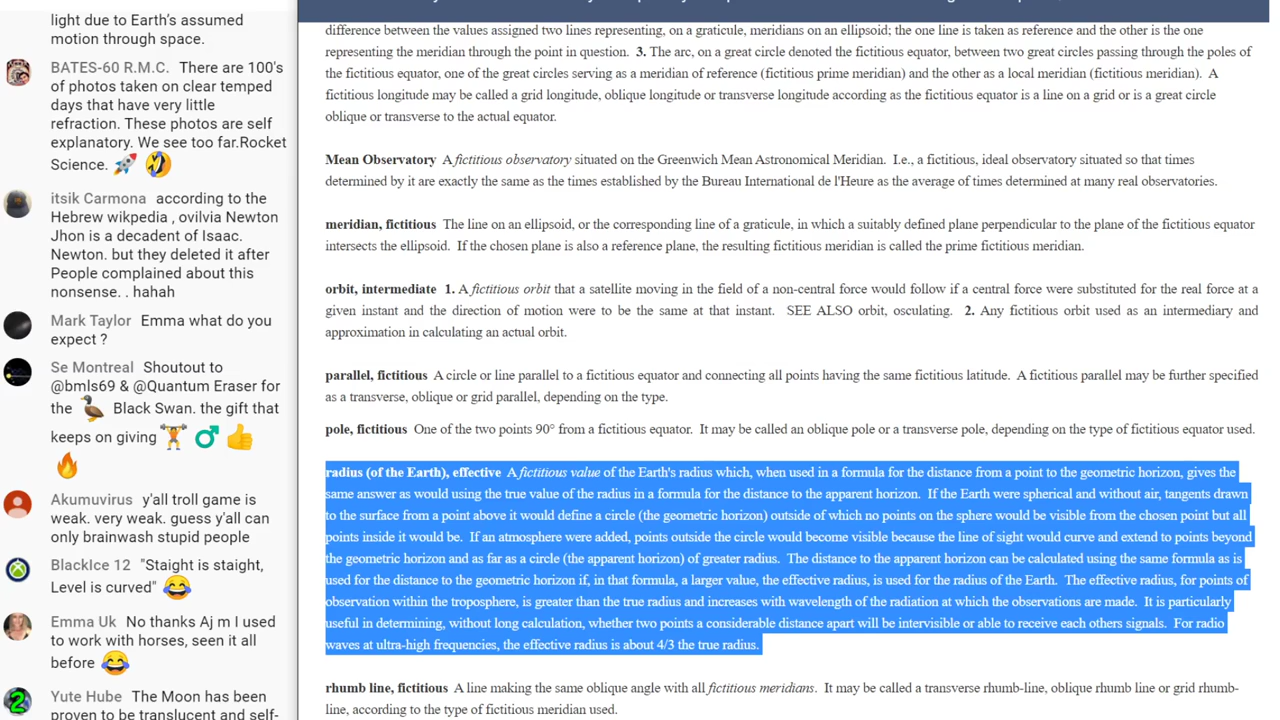 light due to Earth's assumed
motion through space.
BATES-60 R.M.C. There are 100's
of photos taken on clear temped
days that have very little
refraction. These photos are self
explanatory. We see too far.Rocket
Science.
itsik Carmona according to the
Hebrew wikpedia , ovilvia Newton
Jhon is a decadent of Isaac.
Newton. but they deleted it after
People complained about this
nonsense. . hahah
Mark Taylor Emma what do you
expect ?
Se Montreal Shoutout to
@bmls69 & @Quantum Eraser for
the Black Swan. the gift that
keeps on giving
Akumuvirus y'all troll game is
weak. very weak. guess y'all can
only brainwash stupid people
BlackIce 12 "Staight is staight,
Level is curved"
Emma Uk No thanks Aj m I used
to work with horses, seen it all
before
Yute Hube The Moon has been
proven to be translucent and self-
difference between the values assigned two lines representing, on a graticule, meridians on an ellipsoid; the one line is taken as reference and the other is the one
representing the meridian through the point in question. 3. The arc, on a great circle denoted the fictitious equator, between two great circles passing through the poles of
the fictitious equator, one of the great circles serving as a meridian of reference (fictitious prime meridian) and the other as a local meridian (fictitious meridian). A
fictitious longitude may be called a grid longitude, oblique longitude or transverse longitude according as the fictitious equator is a line on a grid or is a great circle
oblique or transverse to the actual equator.
Mean Observatory A fictitious observatory situated on the Greenwich Mean Astronomical Meridian. I.e., a fictitious, ideal observatory situated so that times
determined by it are exactly the same as the times established by the Bureau International de l'Heure as the average of times determined at many real observatories.
meridian, fictitious The line on an ellipsoid, or the corresponding line of a graticule, in which a suitably defined plane perpendicular to the plane of the fictitious equator
intersects the ellipsoid. If the chosen plane is also a reference plane, the resulting fictitious meridian is called the prime fictitious meridian.
orbit, intermediate 1. A fictitious orbit that a satellite moving in the field of a non-central force would follow if a central force were substituted for the real force at a
given instant and the direction of motion were to be the same at that instant. SEE ALSO orbit, osculating. 2. Any fictitious orbit used as an intermediary and
approximation in calculating an actual orbit.
parallel, fictitious A circle or line parallel to a fictitious equator and connecting all points having the same fictitious latitude. A fictitious parallel may be further specified
as a transverse, oblique or grid parallel, depending on the type.
pole, fictitious One of the two points 90° from a fictitious equator. It may be called an oblique pole or a transverse pole, depending on the type of fictitious equator used.
radius (of the Earth), effective A fictitious value of the Earth's radius which, when used in a formula for the distance from a point to the geometric horizon, gives the
same answer as would using the true value of the radius in a formula for the distance to the apparent horizon. If the Earth were spherical and without air, tangents drawn
to the surface from a point above it would define a circle (the geometric horizon) outside of which no points on the sphere would be visible from the chosen point but all
points inside it would be. If an atmosphere were added, points outside the circle would become visible because the line of sight would curve and extend to points beyond
the geometric horizon and as far as a circle (the apparent horizon) of greater radius. The distance to the apparent horizon can be calculated using the same formula as is
used for the distance to the geometric horizon if, in that formula, a larger value, the effective radius, is used for the radius of the Earth. The effective radius, for points of
observation within the troposphere, is greater than the true radius and increases with wavelength of the radiation at which the observations are made. It is particularly
useful in determining, without long calculation, whether two points a considerable distance apart will be intervisible or able to receive each others signals. For radio
waves at ultra-high frequencies, the effective radius is about 4/3 the true radius.
rhumb line, fictitious A line making the same oblique angle with all fictitious meridians. It may be called a transverse rhumb-line, oblique rhumb line or grid rhumb-
line, according to the type of fictitious meridian used.